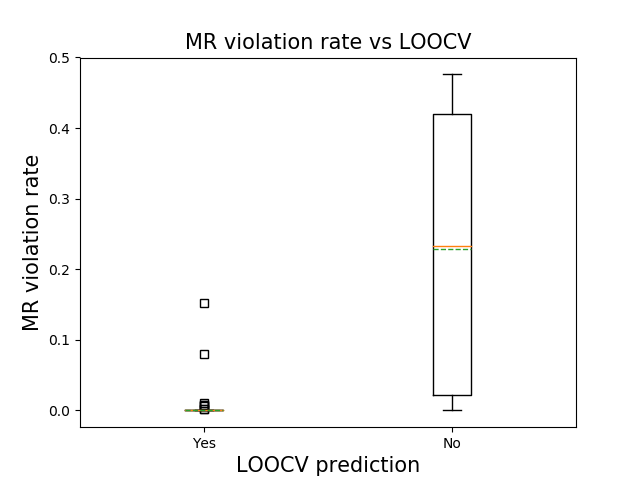 MR violation rate vs LOOCV
MR violation rate
0.5
0.4
0.3
0.2
0.1
0.0
Yes
No
LOOCV prediction